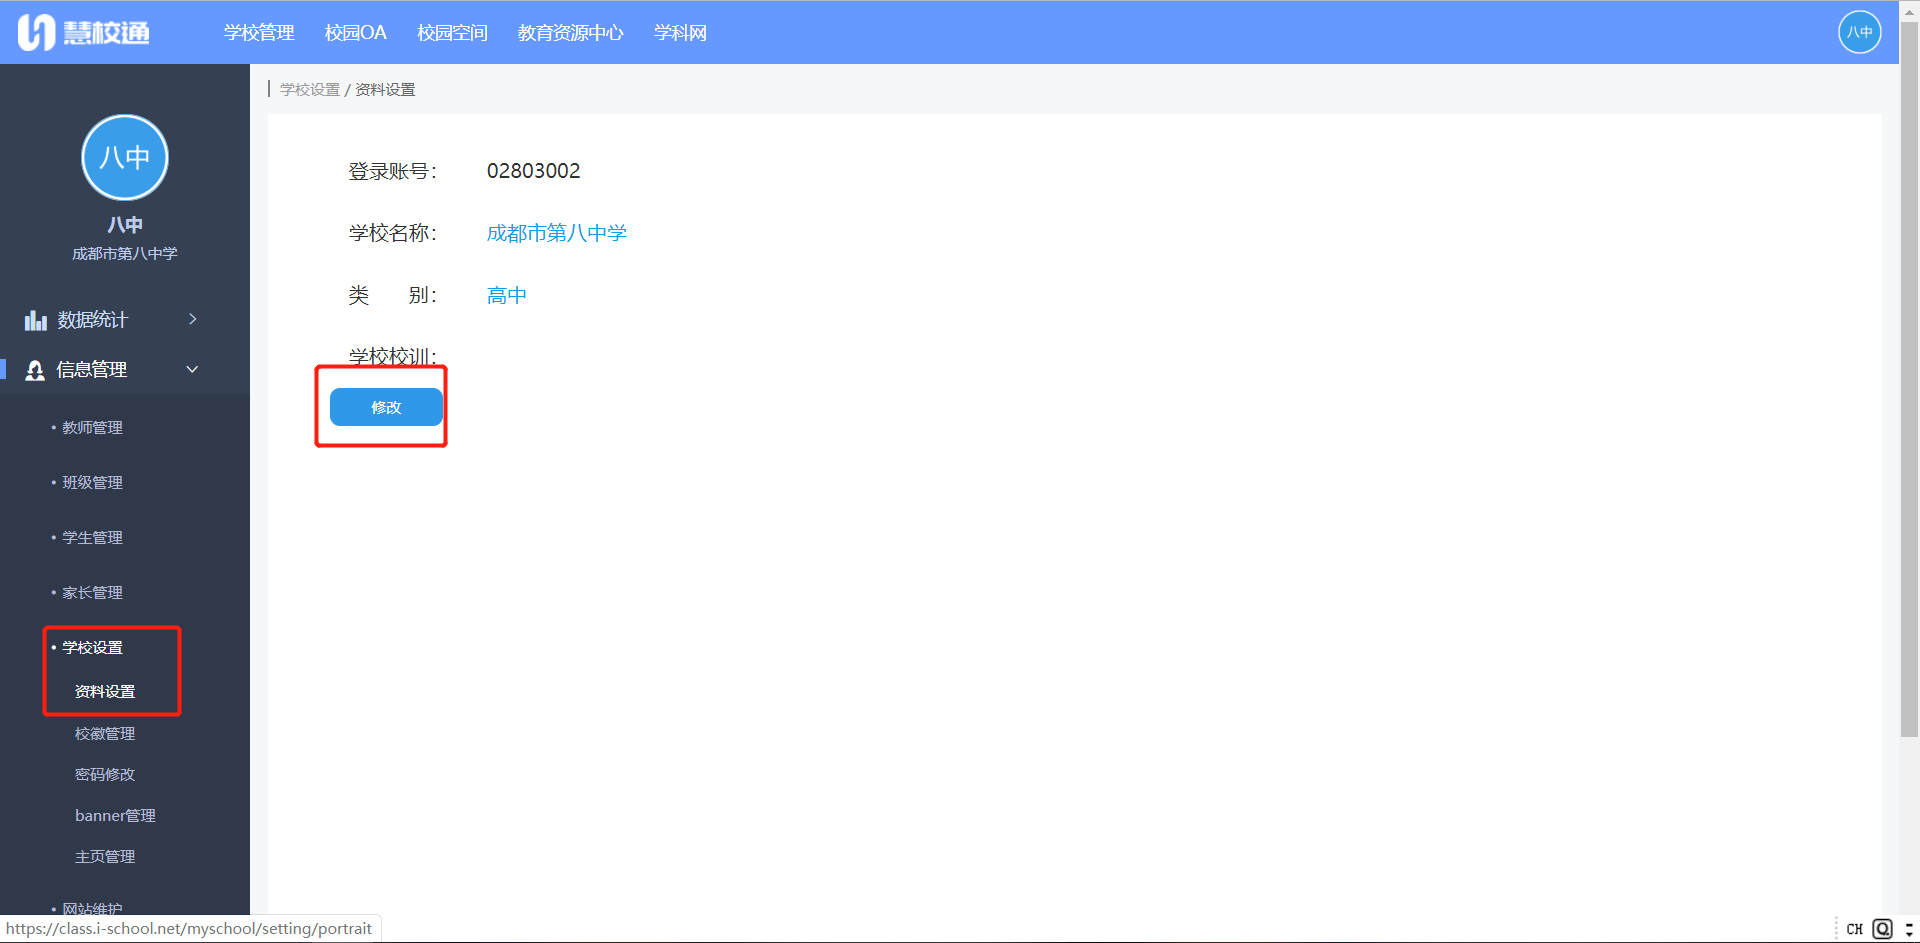 慧校通
学校管理 校园OA 校园空间 教育资源中心 学科网
八中
学校设置 / 资料设置
八中
八中
成都市第八中学
数据统计
信息管理
• 教师管理
• 班级管理
• 学生管理
• 家长管理
• 学校设置
资料设置
校徽管理
密码修改
banner管理
主页管理
• 网站维护
登录账号： 02803002
学校名称： 成都市第八中学
类 别： 高中
学校校训：
修改
https://class.i-school.net/myschool/setting/portrait
CH